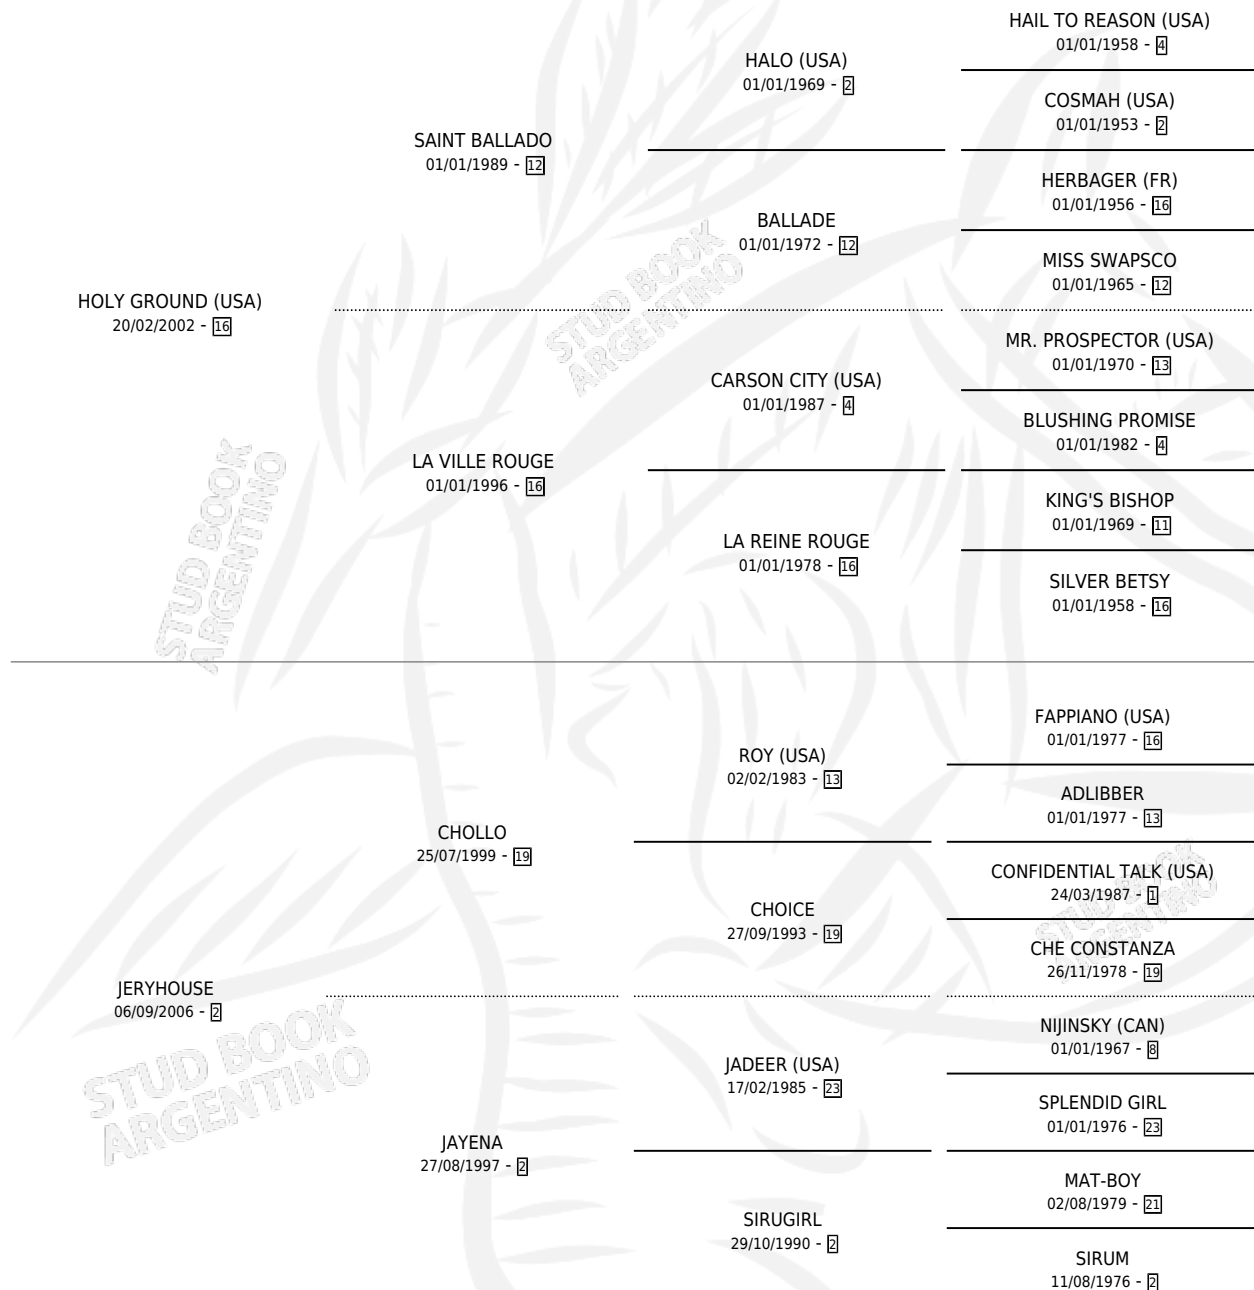 HAIL TO REASON (USA)
01/01/1958 - 4
HALO (USA)
01/01/1969 - 2
COSMAH (USA)
01/01/1953 - 2
SAINT BALLADO
01/01/1989 - 12
HERBAGER (FR)
01/01/1956 - 16
BALLADE
01/01/1972 - 12
MISS SWAPSCO
01/01/1965 - 12
HOLY GROUND (USA)
20/02/2002 - 16
STUD BOOK
ARGENTINO
MR. PROSPECTOR (USA)
01/01/1970 - 13
CARSON CITY (USA)
01/01/1987 - 4
BLUSHING PROMISE
01/01/1982 - 4
LA VILLE ROUGE
01/01/1996 - 16
KING'S BISHOP
01/01/1969 - 11
LA REINE ROUGE
01/01/1978 - 16
SILVER BETSY
01/01/1958 - 16
STUD BOOK
ARGENTINO
FAPPIANO (USA)
01/01/1977 - 16
ROY (USA)
02/02/1983 - 13
ADLIBBER
01/01/1977 - 13
CHOLLO
25/07/1999 - 19
CONFIDENTIAL TALK (USA)
24/03/1987 - 1
CHOICE
27/09/1993 - 19
STUD BOOK
ARGENTINO
CHE CONSTANZA
26/11/1978 - 19
JERYHOUSE
06/09/2006 - 2
NIJINSKY (CAN)
01/01/1967 - 8
STUD BOOK
ARGENTINO
JADEER (USA)
17/02/1985 - 23
SPLENDID GIRL
01/01/1976 - 23
JAYENA
27/08/1997 - 2
MAT-BOY
02/08/1979 - 21
SIRUGIRL
29/10/1990 - 2
SIRUM
11/08/1976 - 2